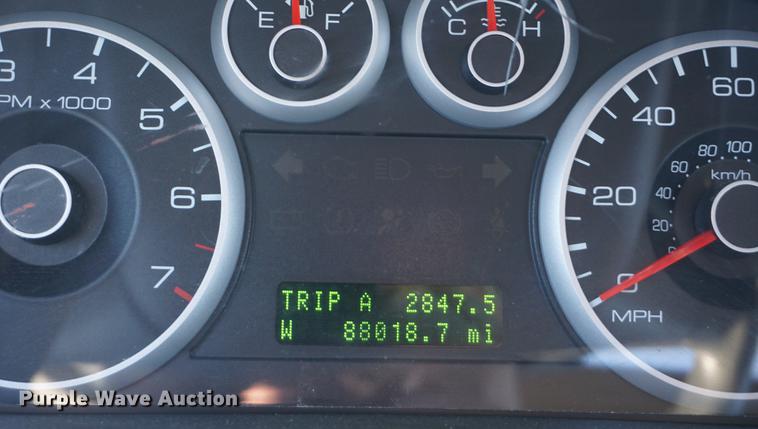 E F
C H
3 4 5 6 7
PM x 1000
0 20 40 60
20 40 60 80 100
km/h
MPH
TRIP A 2847.5
W 88018.7 mi
Purple Wave Auction